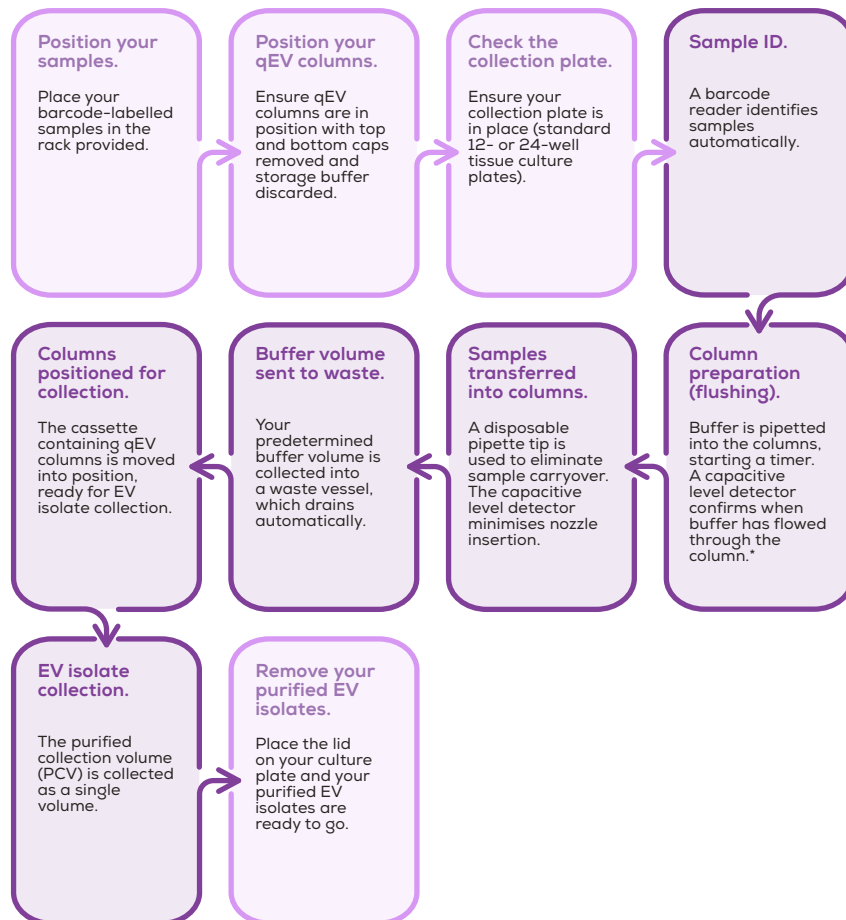 Position your
samples.
Place your
barcode-labelled
samples in the
rack provided.
Position your
qEV columns.
Ensure qEV
columns are in
position with top
and bottom caps
removed and
storage buffer
discarded.
Check the
collection plate.
Ensure your
collection plate is
in place (standard
12- or 24-well
tissue culture
plates).
Sample ID.
A barcode
reader identifies
samples
automatically.
Column
preparation
(flushing).
Buffer is pipetted
into the columns,
starting a timer.
A capacitive
level detector
confirms when
buffer has flowed
through the
column.*
Samples
transferred
into columns.
A disposable
pipette tip is
used to eliminate
sample carryover.
The capacitive
level detector
minimises nozzle
insertion.
Buffer volume
sent to waste.
Your
predetermined
buffer volume is
collected into
a waste vessel,
which drains
automatically.
Columns
positioned for
collection.
The cassette
containing qEV
columns is moved
into position,
ready for EV
isolate collection.
EV isolate
collection.
The purified
collection volume
(PCV) is collected
as a single
volume.
Remove your
purified EV
isolates.
Place the lid
on your culture
plate and your
purified EV
isolates are
ready to go.